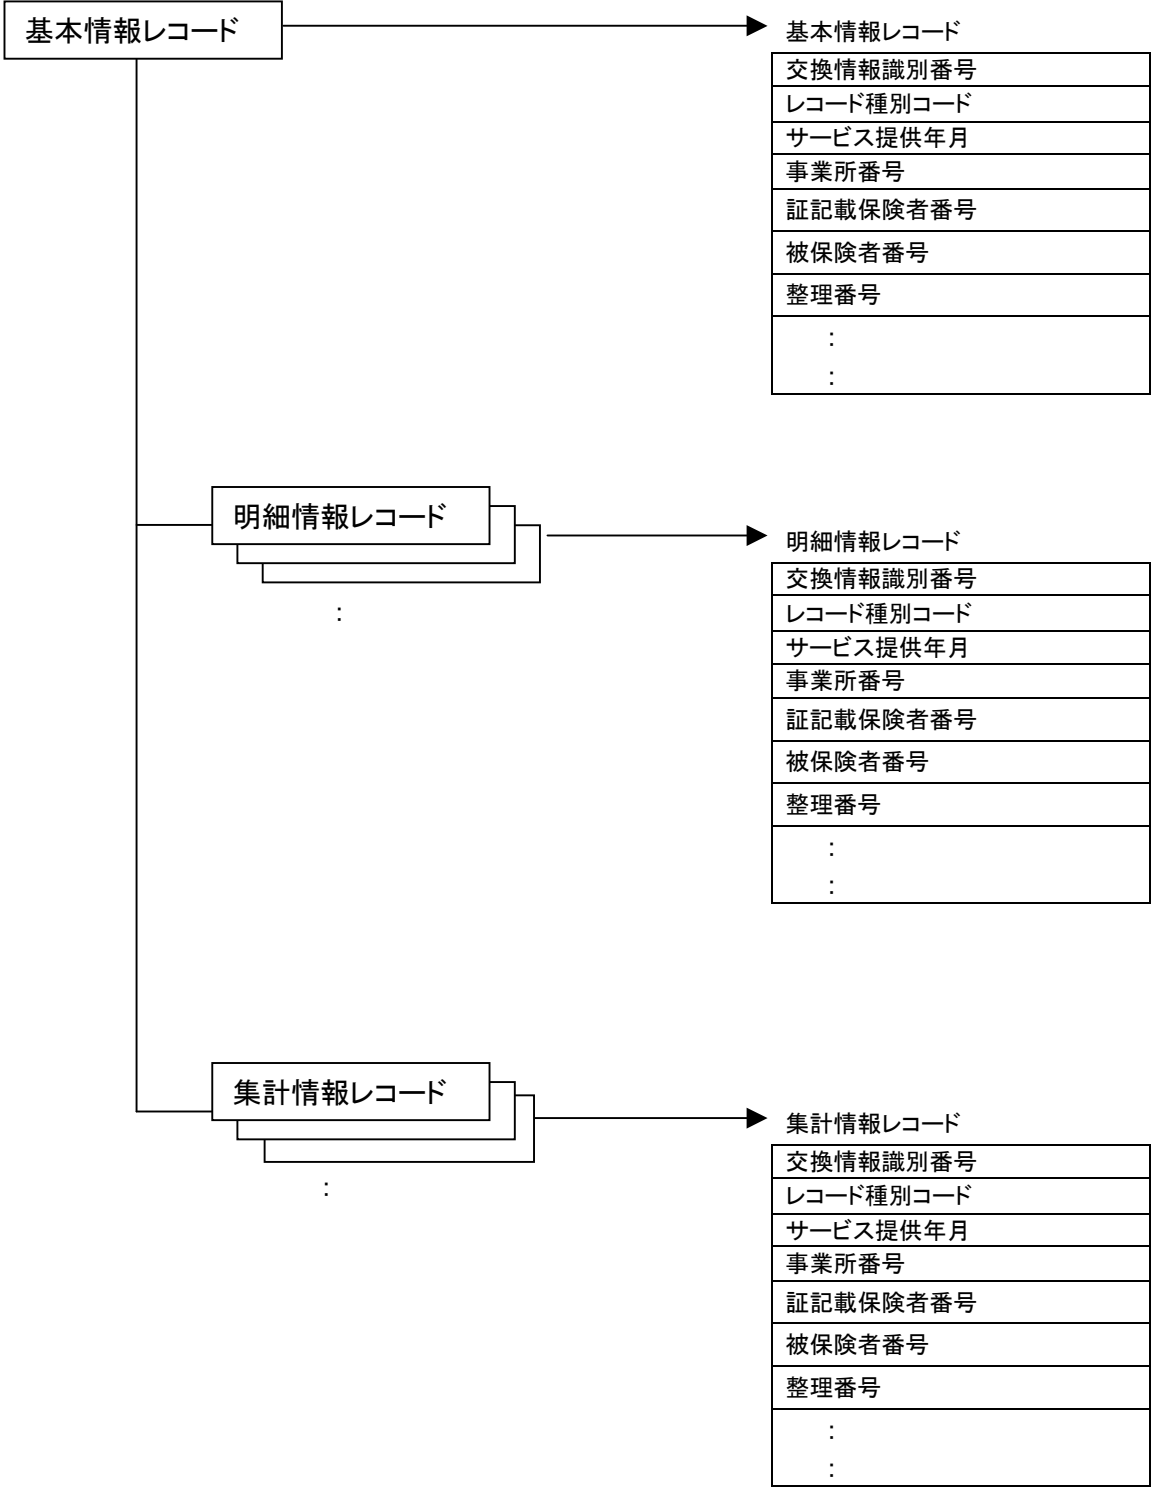 基本情報レコード
基本情報レコード
交換情報識別番号
レコード種別コード
サービス提供年月
事業所番号
証記載保険者番号
被保険者番号
整理番号
:
:
明細情報レコード
:
明細情報レコード
交換情報識別番号
レコード種別コード
サービス提供年月
事業所番号
証記載保険者番号
被保険者番号
整理番号
:
:
集計情報レコード
:
集計情報レコード
交換情報識別番号
レコード種別コード
サービス提供年月
事業所番号
証記載保険者番号
被保険者番号
整理番号
:
: